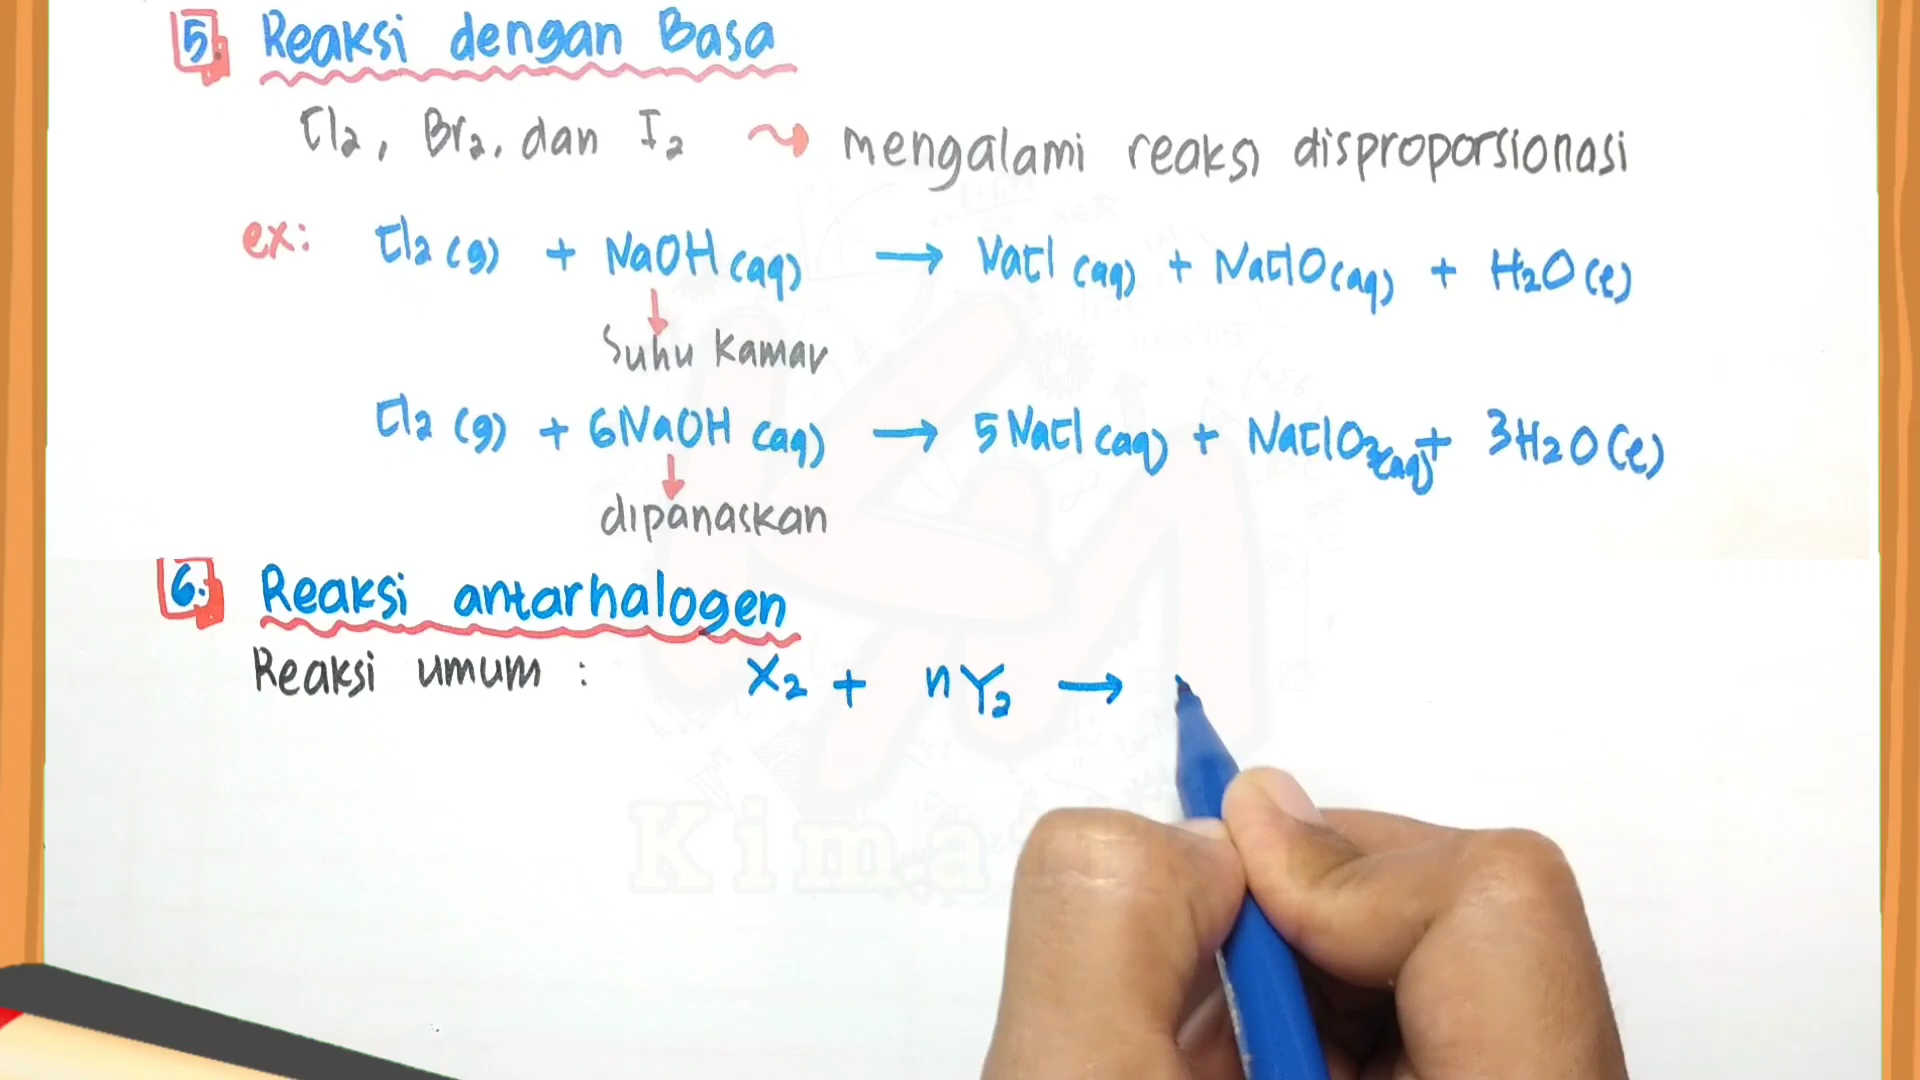 5. Reaksi dengan Basa
Cl₂, Br₂, dan I₂ ⇝ mengalami reaksi disproporsionasi
ex: Cl₂ (g) + NaOH (aq) → NaCl (aq) + NaClO (aq) + H₂O (l)
↓
Suhu kamar
Cl₂ (g) + 6NaOH (aq) → 5NaCl (aq) + NaClO₃ (aq) + 3H₂O (l)
↓
dipanaskan
6. Reaksi antarhalogen
Reaksi umum : X₂ + nY₂ →